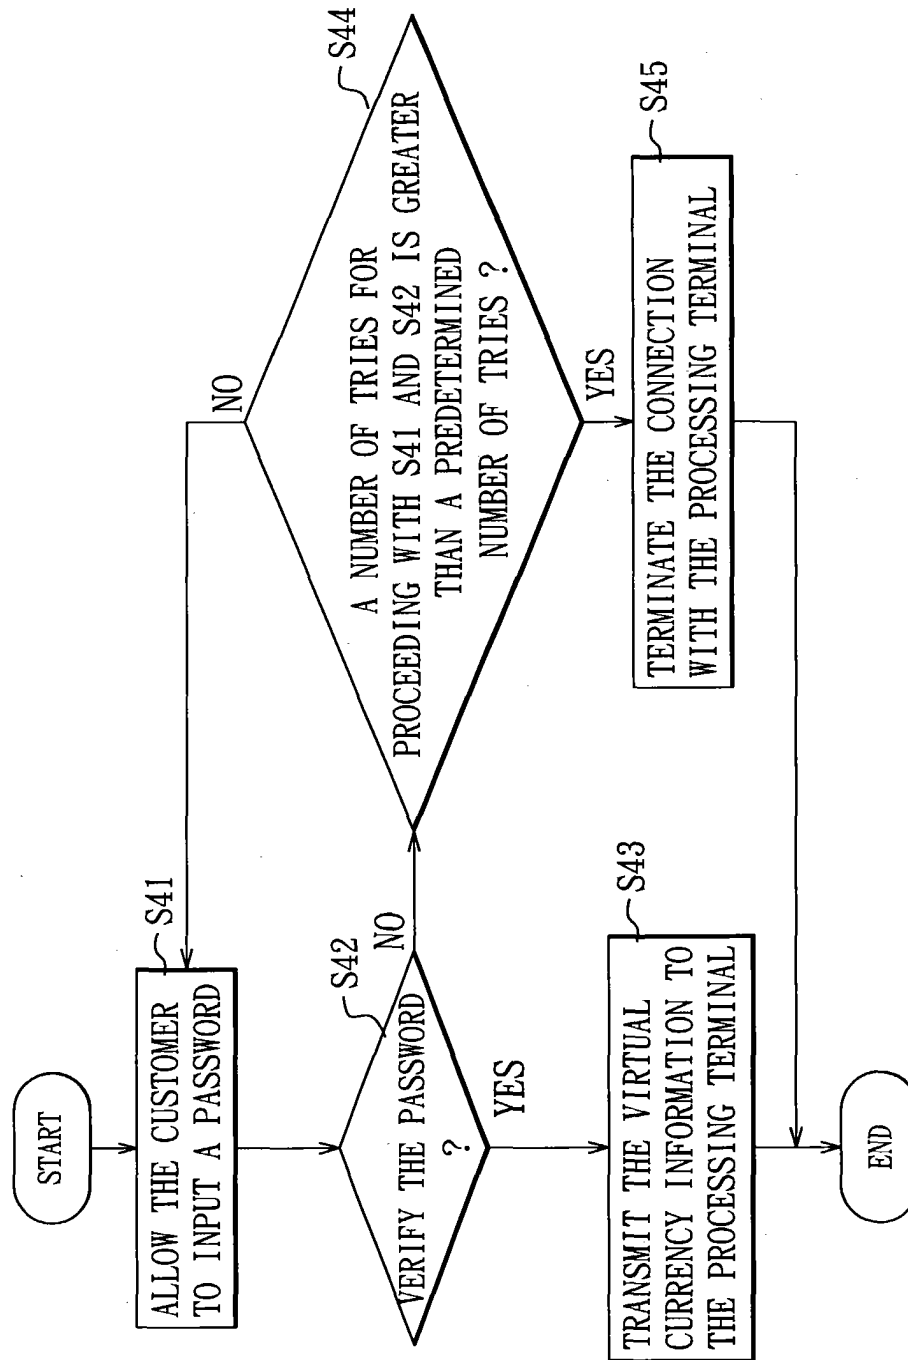 START
ALLOW THE CUSTOMER
TO INPUT A PASSWORD
S41
VERIFY THE PASSWORD
?
S42
NO
YES
TRANSMIT THE VIRTUAL
CURRENCY INFORMATION TO
THE PROCESSING TERMINAL
S43
A NUMBER OF TRIES FOR
PROCEEDING WITH S41 AND S42 IS GREATER
THAN A PREDETERMINED
NUMBER OF TRIES ?
S44
NO
YES
TERMINATE THE CONNECTION
WITH THE PROCESSING TERMINAL
S45
END